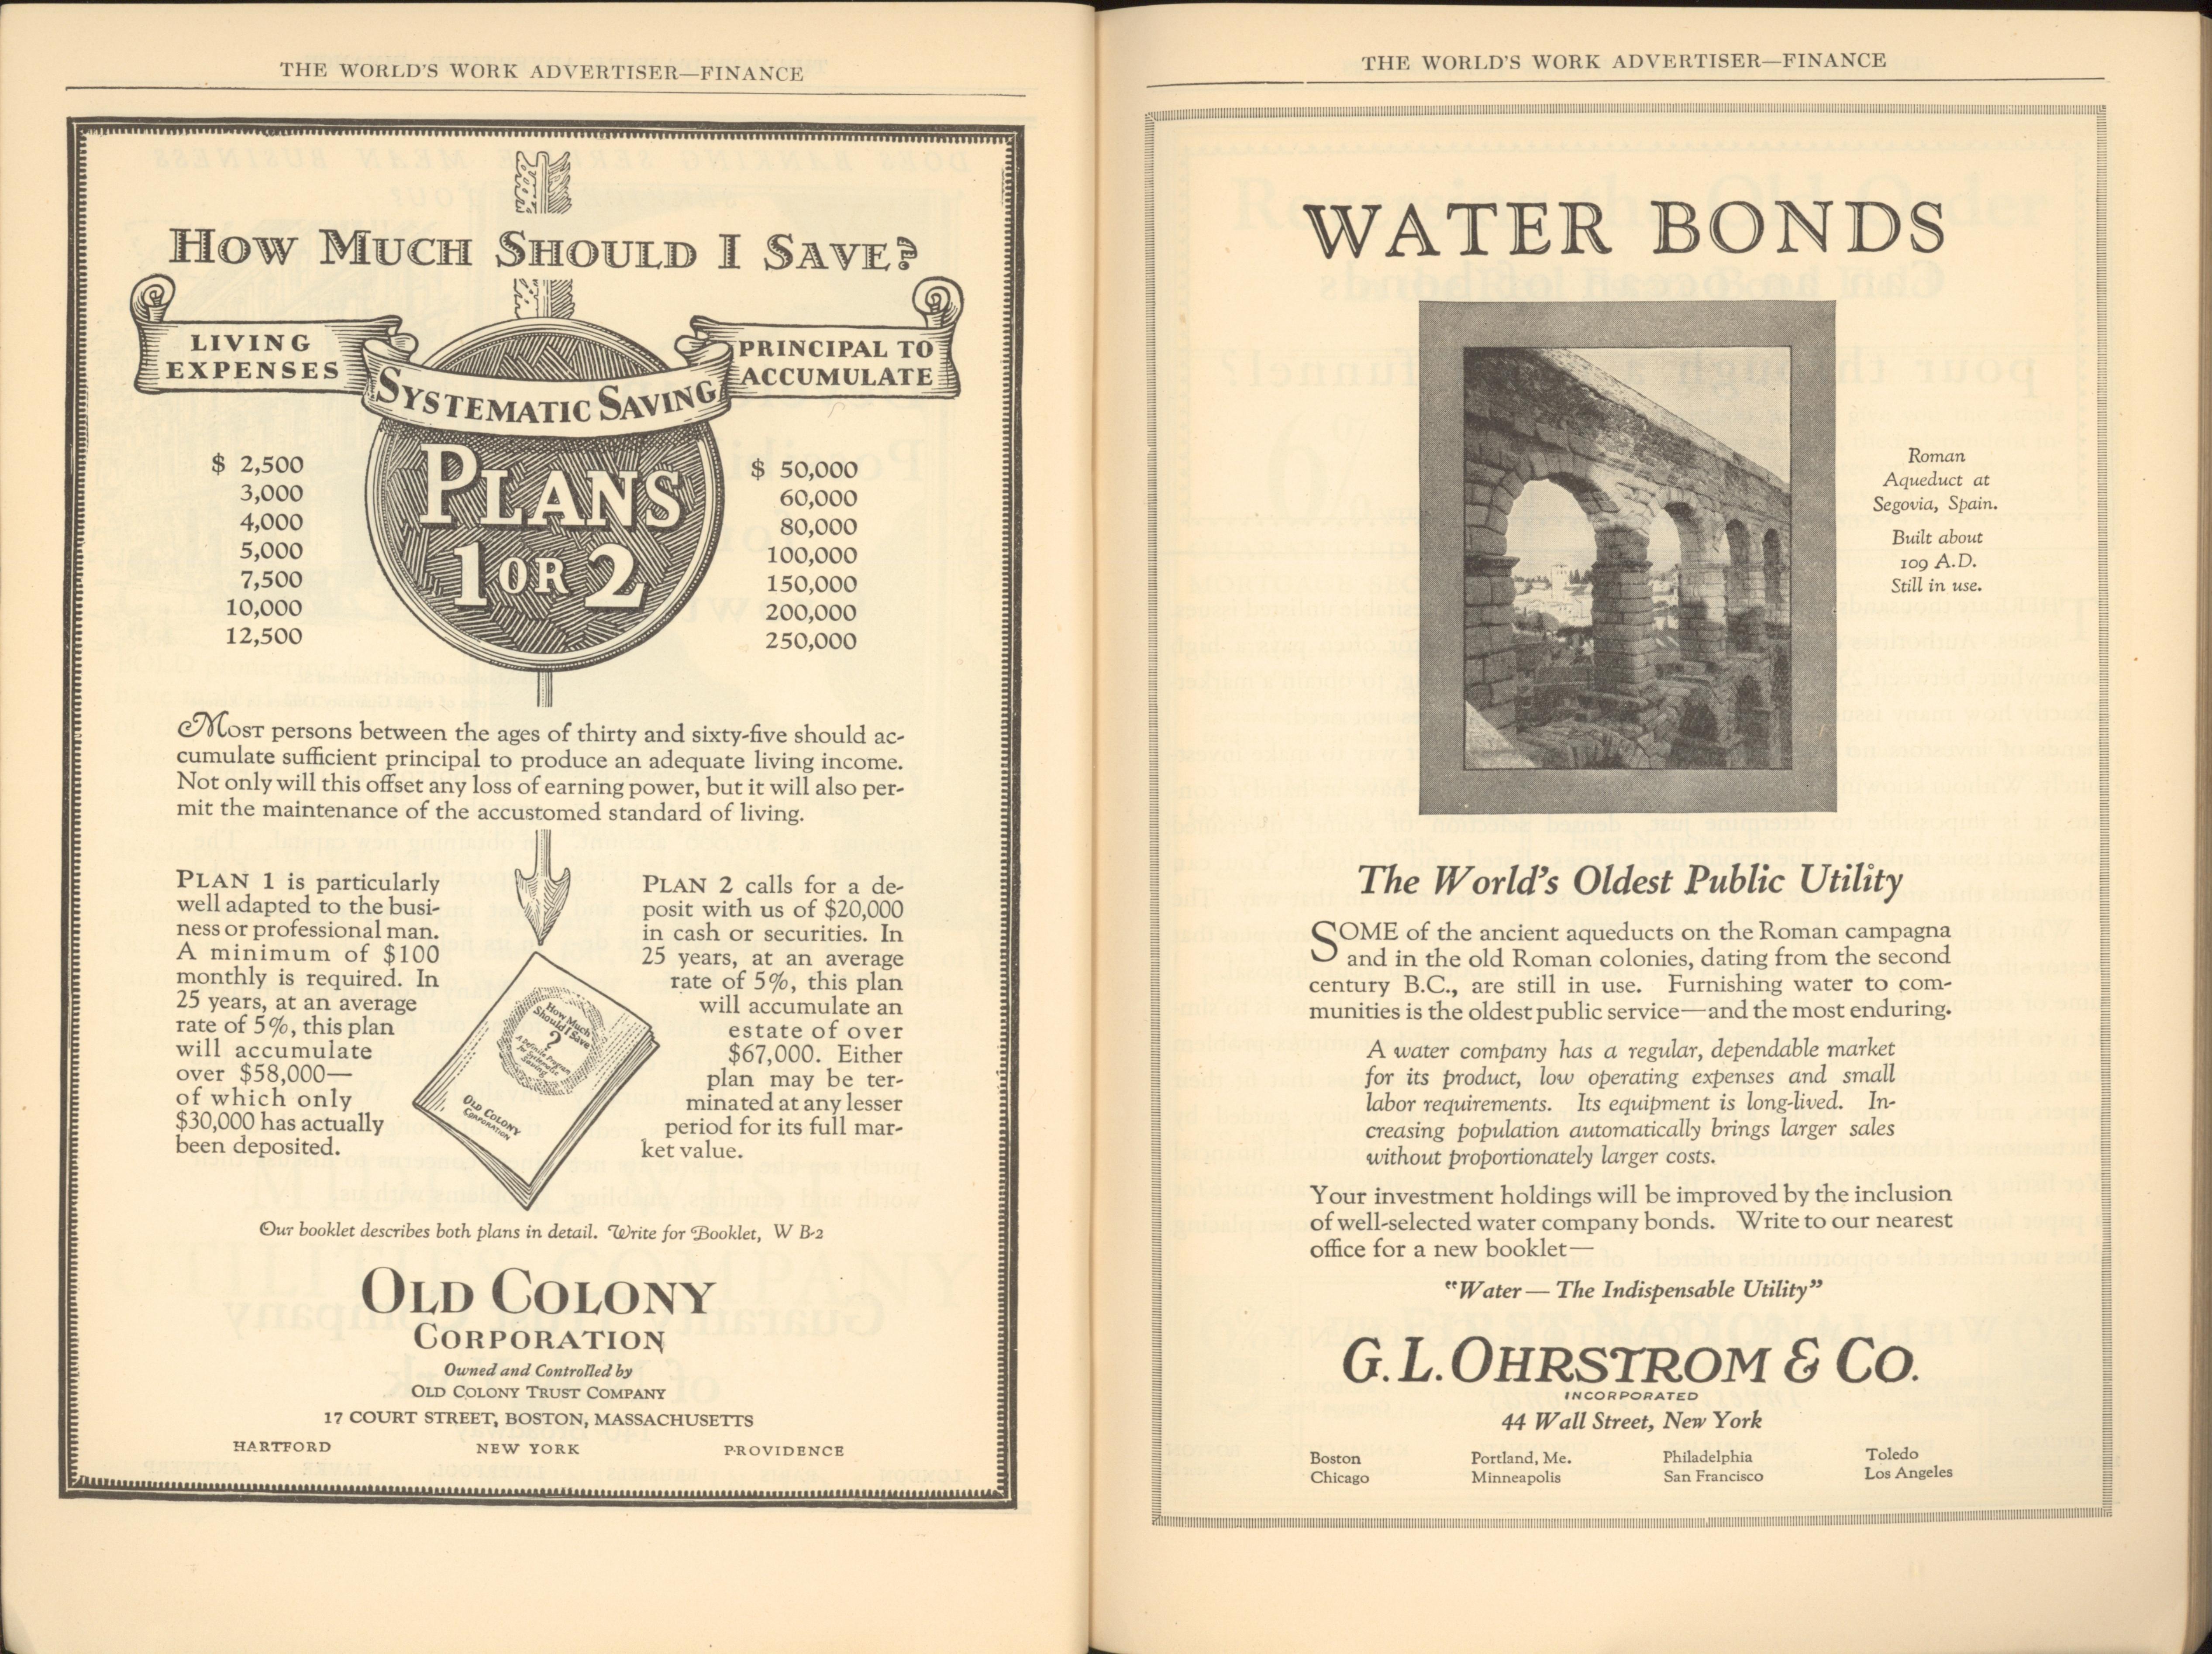 THE WORLD'S WORK ADVERTISER—FINANCE
HOW MUCH SHOULD I SAVE?
LIVING
EXPENSES
SYSTEMATIC SAVING
PRINCIPAL TO
ACCUMULATE
PLANS
1 OR 2
$ 2,500
3,000
4,000
5,000
7,500
10,000
12,500
$ 50,000
60,000
80,000
100,000
150,000
200,000
250,000
MOST persons between the ages of thirty and sixty-five should ac-
cumulate sufficient principal to produce an adequate living income.
Not only will this offset any loss of earning power, but it will also per-
mit the maintenance of the accustomed standard of living.
PLAN 1 is particularly
well adapted to the busi-
ness or professional man.
A minimum of $100
monthly is required. In
25 years, at an average
rate of 5%, this plan
will accumulate
over $58,000—
of which only
$30,000 has actually
been deposited.
How Much
Should I Save
?
A Definite Program
for Systematic
Saving
OLD COLONY
CORPORATION
PLAN 2 calls for a de-
posit with us of $20,000
in cash or securities. In
25 years, at an average
rate of 5%, this plan
will accumulate an
estate of over
$67,000. Either
plan may be ter-
minated at any lesser
period for its full mar-
ket value.
Our booklet describes both plans in detail. Write for Booklet, W B-2
OLD COLONY
CORPORATION
Owned and Controlled by
OLD COLONY TRUST COMPANY
17 COURT STREET, BOSTON, MASSACHUSETTS
HARTFORD NEW YORK PROVIDENCE
THE WORLD'S WORK ADVERTISER—FINANCE
WATER BONDS
Roman
Aqueduct at
Segovia, Spain.
Built about
109 A.D.
Still in use.
The World's Oldest Public Utility
SOME of the ancient aqueducts on the Roman campagna
and in the old Roman colonies, dating from the second
century B.C., are still in use. Furnishing water to com-
munities is the oldest public service—and the most enduring.
A water company has a regular, dependable market
for its product, low operating expenses and small
labor requirements. Its equipment is long-lived. In-
creasing population automatically brings larger sales
without proportionately larger costs.
Your investment holdings will be improved by the inclusion
of well-selected water company bonds. Write to our nearest
office for a new booklet—
"Water — The Indispensable Utility"
G. L. OHRSTROM & CO.
INCORPORATED
44 Wall Street, New York
Boston Portland, Me. Philadelphia Toledo
Chicago Minneapolis San Francisco Los Angeles